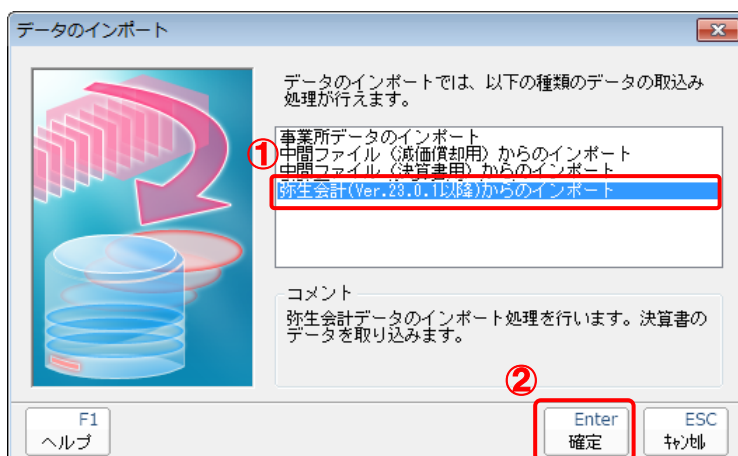 データのインポート
データのインポートでは、以下の種類のデータの取込み
処理が行えます。
①
事業所データのインポート
中間ファイル（減価償却用）からのインポート
中間ファイル（決算書用）からのインポート
弥生会計(Ver.23.0.1以降)からのインポート
コメント
弥生会計データのインポート処理を行います。決算書の
データを取り込みます。
②
F1
ヘルプ
Enter
確定
ESC
ｷｬﾝｾﾙ